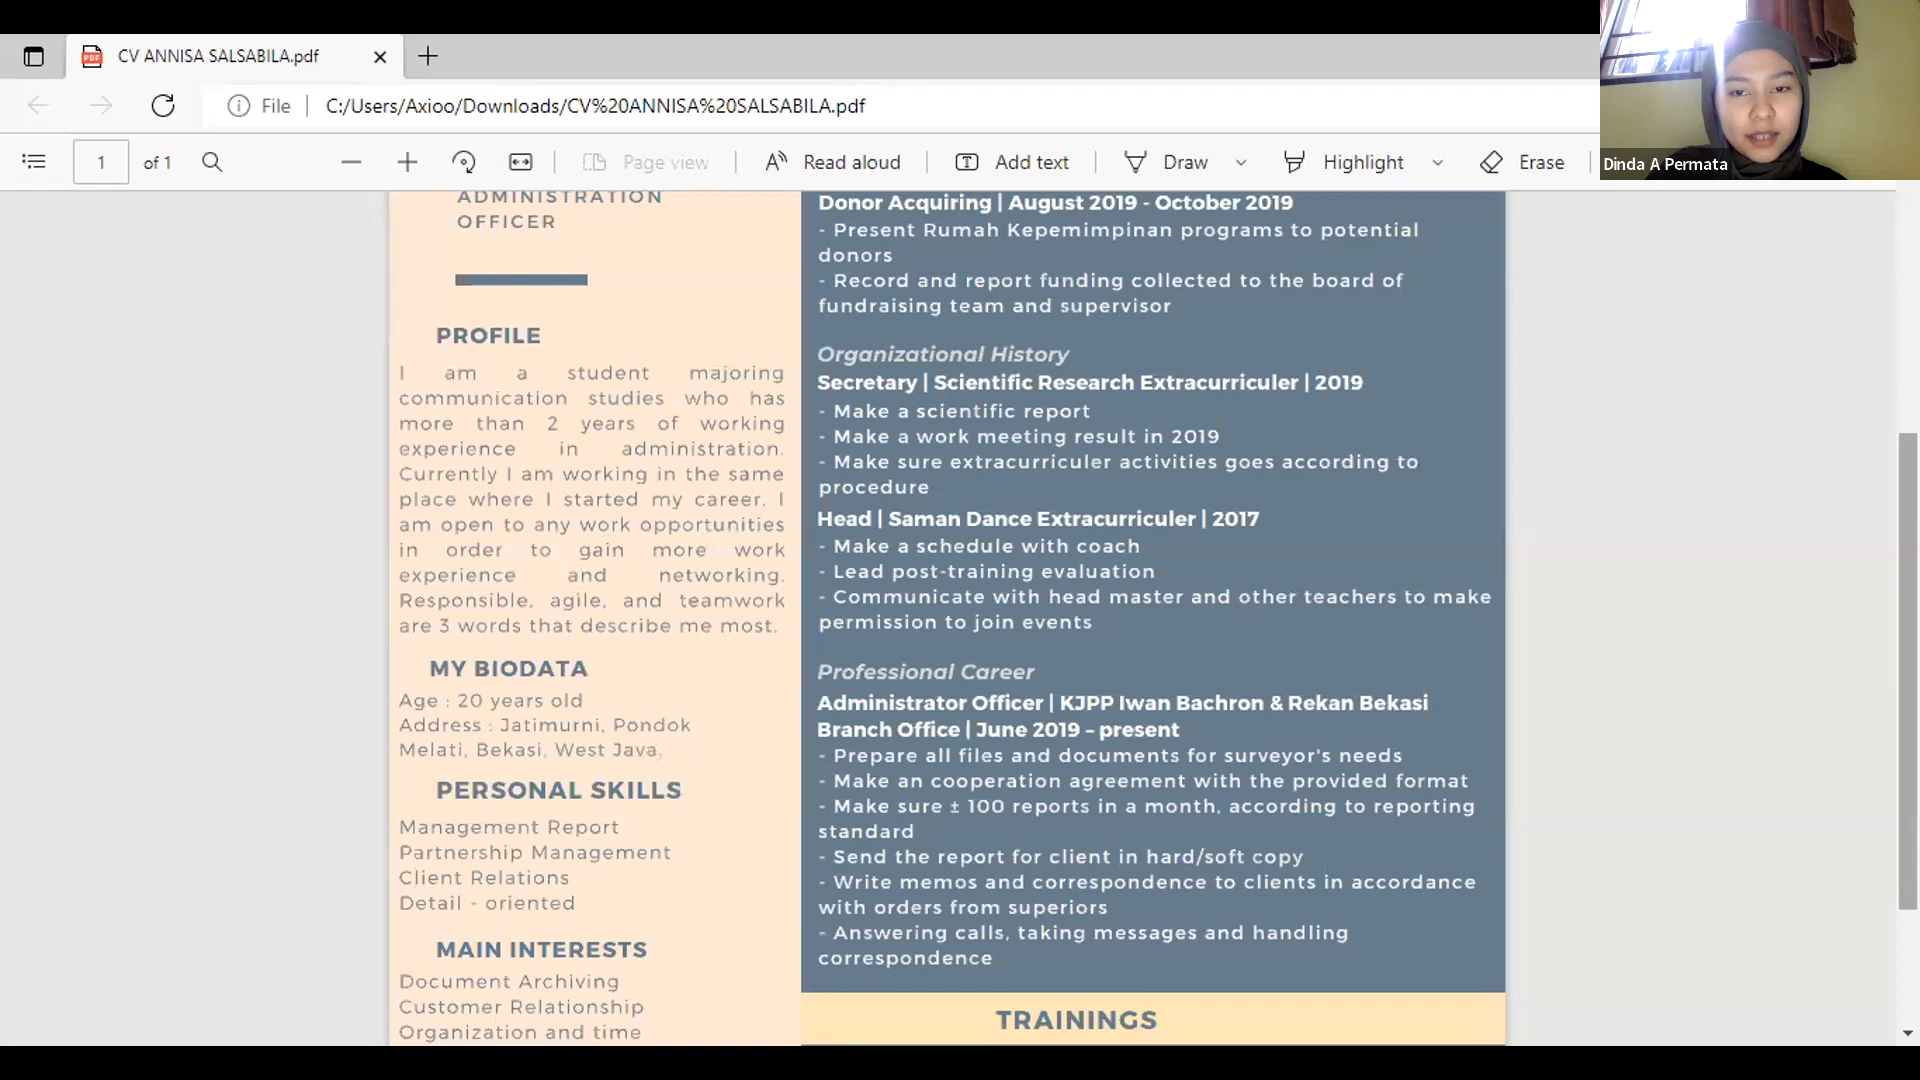 CV ANNISA SALSABILA.pdf
File
C:/Users/Axioo/Downloads/CV%20ANNISA%20SALSABILA.pdf
1 of 1
Page view
Read aloud
Add text
Draw
Highlight
Erase
Dinda A Permata
ADMINISTRATION
OFFICER
PROFILE
I am a student majoring
communication studies who has
more than 2 years of working
experience in administration.
Currently I am working in the same
place where I started my career. I
am open to any work opportunities
in order to gain more work
experience and networking.
Responsible, agile, and teamwork
are 3 words that describe me most.
MY BIODATA
Age : 20 years old
Address : Jatimurni, Pondok
Melati, Bekasi, West Java,
PERSONAL SKILLS
Management Report
Partnership Management
Client Relations
Detail - oriented
MAIN INTERESTS
Document Archiving
Customer Relationship
Organization and time
Donor Acquiring | August 2019 - October 2019
- Present Rumah Kepemimpinan programs to potential
donors
- Record and report funding collected to the board of
fundraising team and supervisor
Organizational History
Secretary | Scientific Research Extracurriculer | 2019
- Make a scientific report
- Make a work meeting result in 2019
- Make sure extracurriculer activities goes according to
procedure
Head | Saman Dance Extracurriculer | 2017
- Make a schedule with coach
- Lead post-training evaluation
- Communicate with head master and other teachers to make
permission to join events
Professional Career
Administrator Officer | KJPP Iwan Bachron & Rekan Bekasi
Branch Office | June 2019 – present
- Prepare all files and documents for surveyor's needs
- Make an cooperation agreement with the provided format
- Make sure ± 100 reports in a month, according to reporting
standard
- Send the report for client in hard/soft copy
- Write memos and correspondence to clients in accordance
with orders from superiors
- Answering calls, taking messages and handling
correspondence
TRAININGS